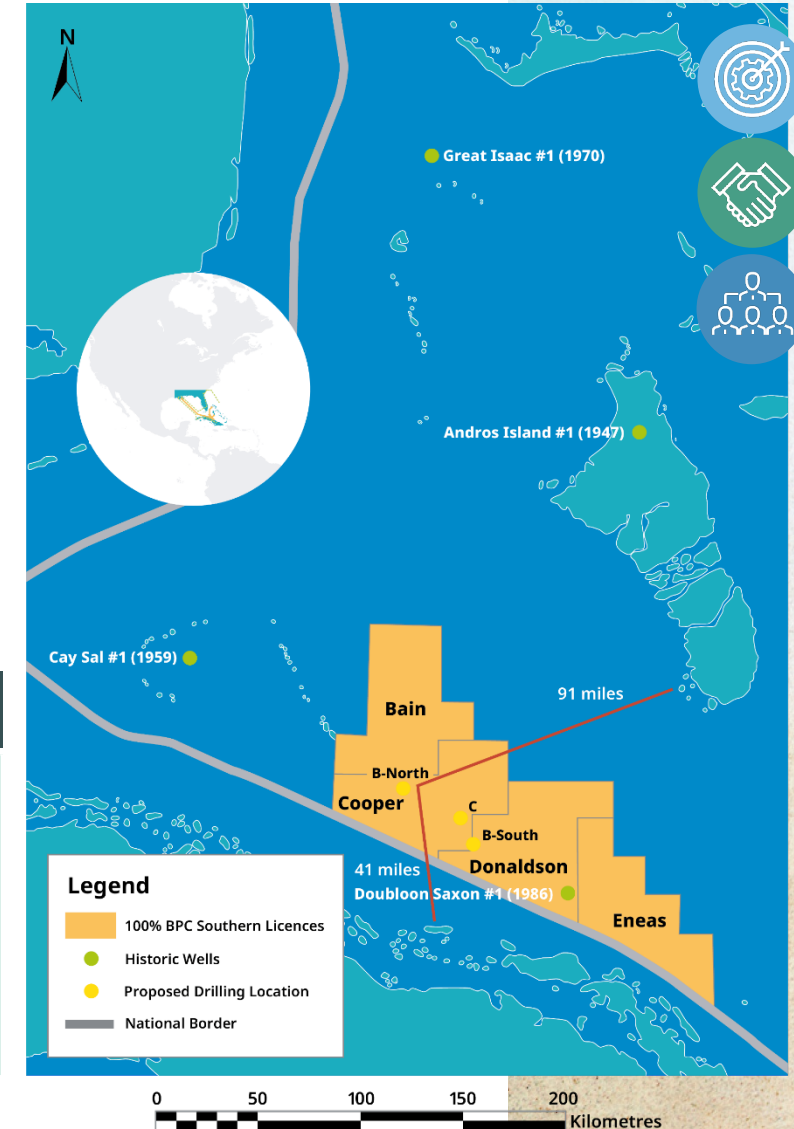 N
Great Isaac #1 (1970)
Andros Island #1 (1947)
Cay Sal #1 (1959)
91 miles
Bain
B-North
Cooper
C
B-South
41 miles
Donaldson
Doubloon Saxon #1 (1986)
Eneas
Legend
100% BPC Southern Licences
Historic Wells
Proposed Drilling Location
National Border
0 50 100 150 200
Kilometres